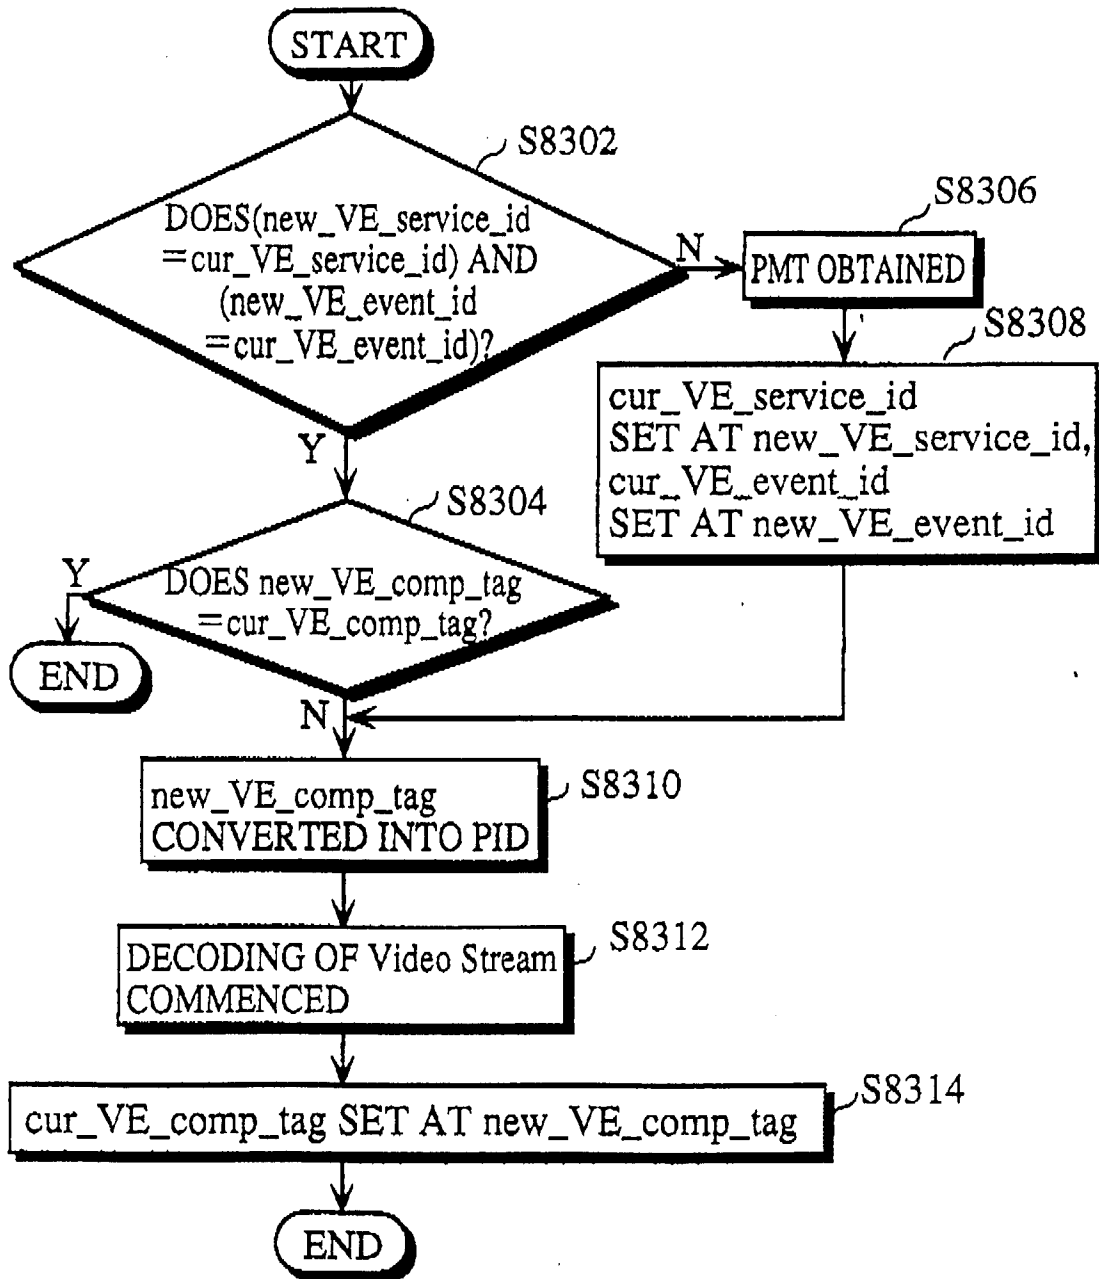 START
S8302
DOES(new_VE_service_id
=cur_VE_service_id) AND
(new_VE_event_id
=cur_VE_event_id)?
N
S8306
PMT OBTAINED
S8308
cur_VE_service_id
SET AT new_VE_service_id,
cur_VE_event_id
SET AT new_VE_event_id
Y
S8304
DOES new_VE_comp_tag
=cur_VE_comp_tag?
Y
END
N
S8310
new_VE_comp_tag
CONVERTED INTO PID
S8312
DECODING OF Video Stream
COMMENCED
S8314
cur_VE_comp_tag SET AT new_VE_comp_tag
END